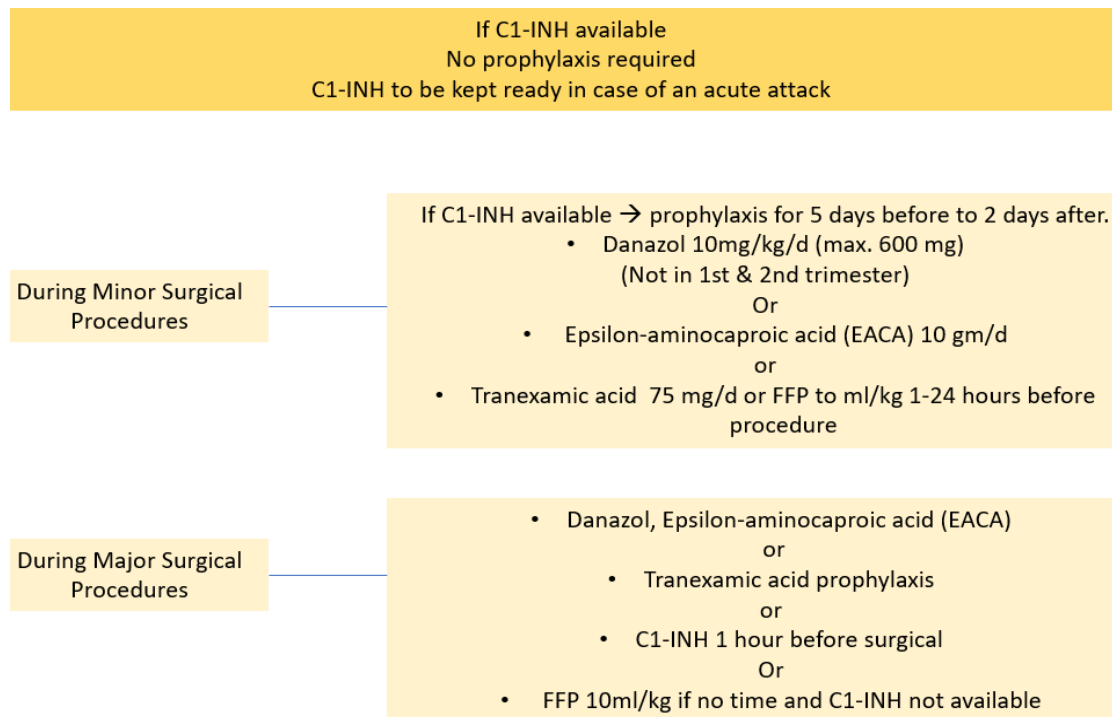 If C1-INH available
No prophylaxis required
C1-INH to be kept ready in case of an acute attack
During Minor Surgical
Procedures
If C1-INH available → prophylaxis for 5 days before to 2 days after.
• Danazol 10mg/kg/d (max. 600 mg)
(Not in 1st & 2nd trimester)
Or
• Epsilon-aminocaproic acid (EACA) 10 gm/d
or
• Tranexamic acid 75 mg/d or FFP to ml/kg 1-24 hours before
procedure
During Major Surgical
Procedures
• Danazol, Epsilon-aminocaproic acid (EACA)
or
• Tranexamic acid prophylaxis
or
• C1-INH 1 hour before surgical
Or
• FFP 10ml/kg if no time and C1-INH not available